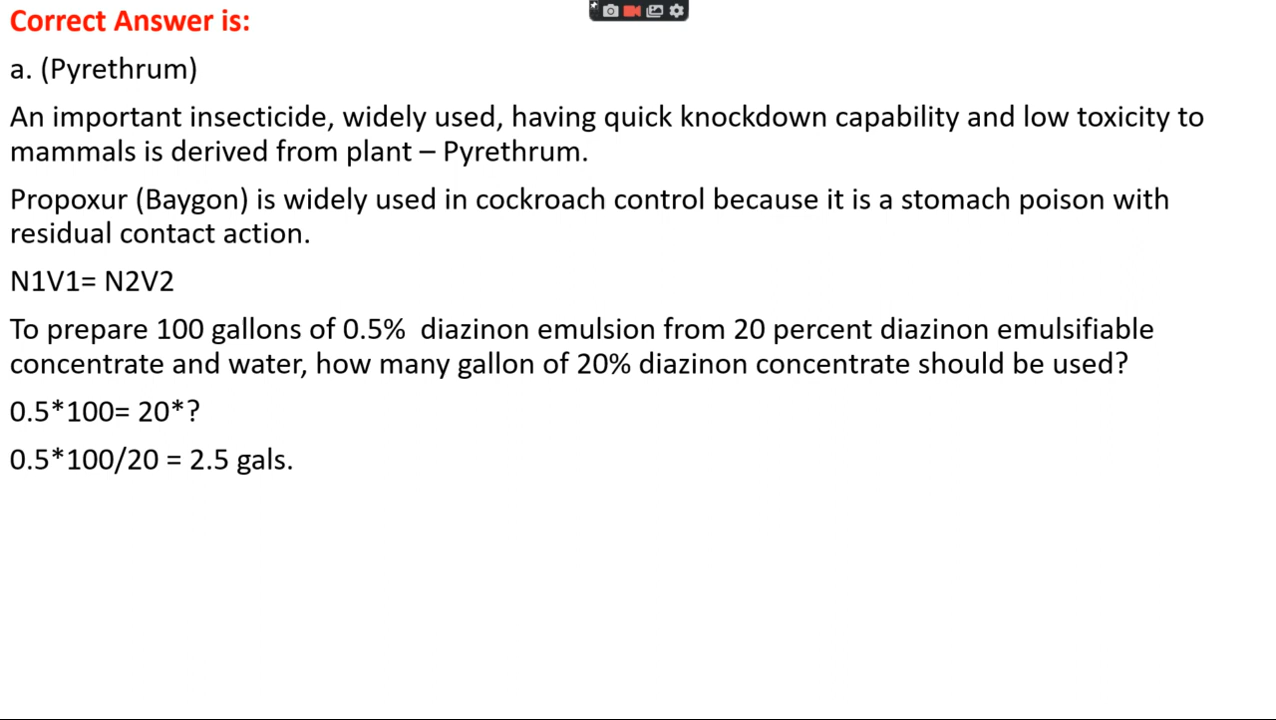 Correct Answer is:
a. (Pyrethrum)
An important insecticide, widely used, having quick knockdown capability and low toxicity to
mammals is derived from plant – Pyrethrum.
Propoxur (Baygon) is widely used in cockroach control because it is a stomach poison with
residual contact action.
N1V1= N2V2
To prepare 100 gallons of 0.5%  diazinon emulsion from 20 percent diazinon emulsifiable
concentrate and water, how many gallon of 20% diazinon concentrate should be used?
0.5*100= 20*?
0.5*100/20 = 2.5 gals.